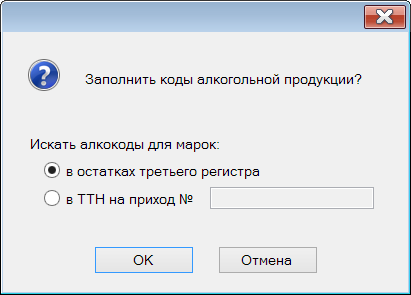 Заполнить коды алкогольной продукции?
Искать алкокоды для марок:
в остатках третьего регистра
в ТТН на приход №
OK
Отмена